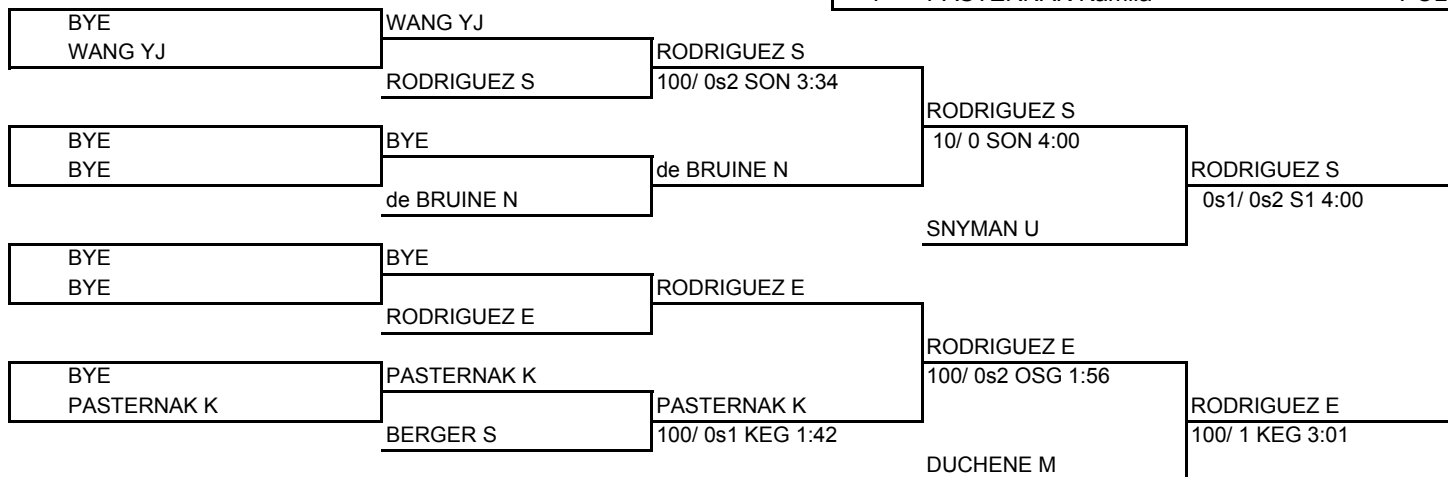 BYE WANG YJ
WANG YJ RODRIGUEZ S
RODRIGUEZ S 100/ 0s2 SON 3:34
RODRIGUEZ S
BYE BYE 10/ 0 SON 4:00
BYE de BRUINE N RODRIGUEZ S
de BRUINE N 0s1/ 0s2 S1 4:00
SNYMAN U
BYE BYE
BYE RODRIGUEZ E
RODRIGUEZ E
RODRIGUEZ E
BYE PASTERNAK K 100/ 0s2 OSG 1:56
PASTERNAK K PASTERNAK K RODRIGUEZ E
BERGER S 100/ 0s1 KEG 1:42 100/ 1 KEG 3:01
DUCHENE M